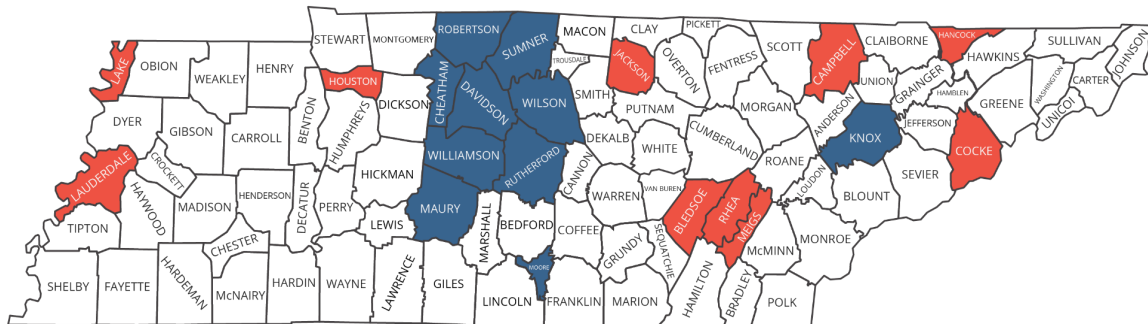 STEWART
MONTGOMERY
ROBERTSON
SUMNER
MACON
CLAY
PICKETT
SCOTT
CAMPBELL
CLAIBORNE
HANCOCK
HAWKINS
SULLIVAN
JOHNSON
LAKE
OBION
WEAKLEY
HENRY
HOUSTON
CHEATHAM
DAVIDSON
WILSON
TROUSDALE
JACKSON
OVERTON
FENTRESS
UNION
GRAINGER
HAMBLEN
GREENE
WASHINGTON
UNICOI
CARTER
DYER
GIBSON
CARROLL
BENTON
HUMPHREYS
DICKSON
SMITH
PUTNAM
MORGAN
ANDERSON
KNOX
JEFFERSON
COCKE
LAUDERDALE
CROCKETT
HICKMAN
WILLIAMSON
RUTHERFORD
CANNON
DEKALB
WHITE
CUMBERLAND
ROANE
LOUDON
BLOUNT
SEVIER
TIPTON
HAYWOOD
MADISON
HENDERSON
DECATUR
PERRY
LEWIS
MAURY
MARSHALL
BEDFORD
COFFEE
WARREN
VAN BUREN
BLEDSOE
RHEA
MEIGS
McMINN
MONROE
SHELBY
FAYETTE
HARDEMAN
CHESTER
McNAIRY
HARDIN
WAYNE
LAWRENCE
GILES
LINCOLN
MOORE
FRANKLIN
GRUNDY
MARION
SEQUATCHIE
HAMILTON
BRADLEY
POLK